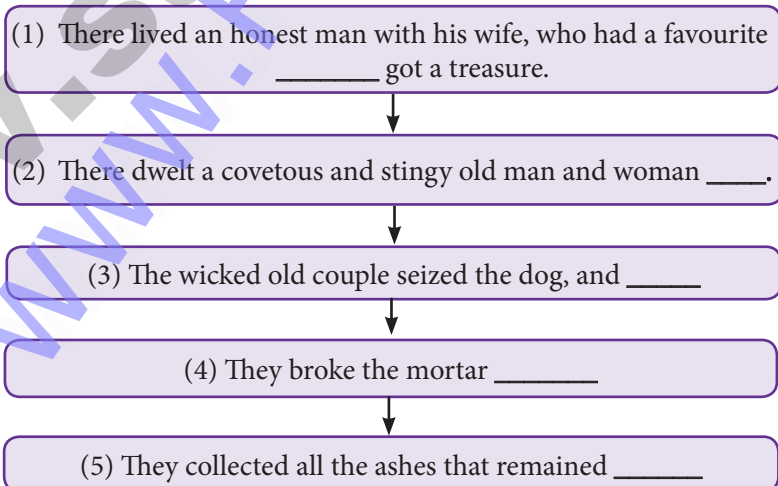 (1) There lived an honest man with his wife, who had a favourite
_______ got a treasure.
(2) There dwelt a covetous and stingy old man and woman ____.
(3) The wicked old couple seized the dog, and _____
(4) They broke the mortar _______
(5) They collected all the ashes that remained ______
www.